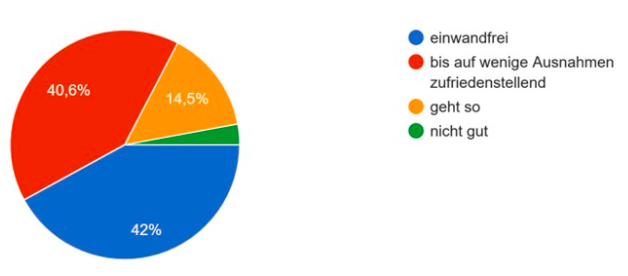 40,6%
14,5%
42%
einwandfrei
bis auf wenige Ausnahmen
zufriedenstellend
geht so
nicht gut